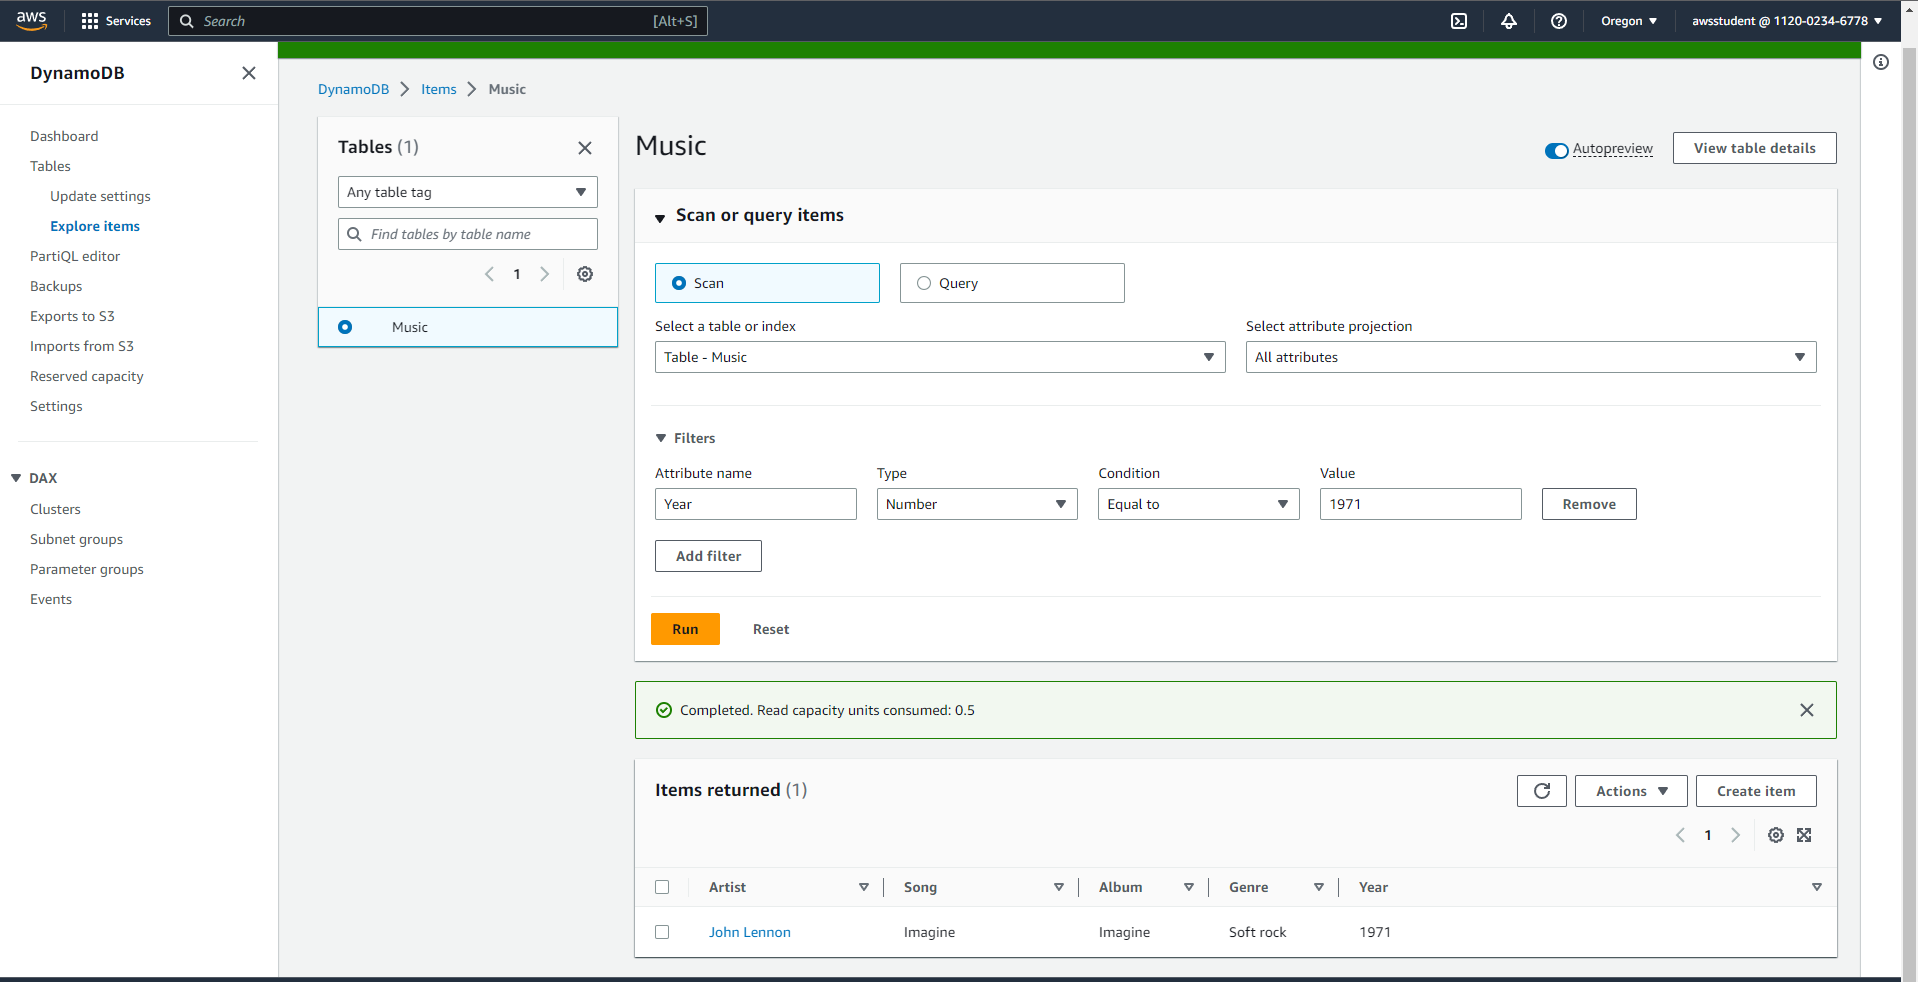 aws
Services
Search
[Alt+S]
Oregon
awsstudent @ 1120-0234-6778
DynamoDB
Dashboard
Tables
Update settings
Explore items
PartiQL editor
Backups
Exports to S3
Imports from S3
Reserved capacity
Settings
DAX
Clusters
Subnet groups
Parameter groups
Events
DynamoDB
Items
Music
Tables (1)
Any table tag
Find tables by table name
1
Music
Music
Autopreview
View table details
Scan or query items
Scan
Query
Select a table or index
Select attribute projection
Table - Music
All attributes
Filters
Attribute name
Type
Condition
Value
Year
Number
Equal to
1971
Remove
Add filter
Run
Reset
Completed. Read capacity units consumed: 0.5
Items returned (1)
Actions
Create item
1
Artist
Song
Album
Genre
Year
John Lennon
Imagine
Imagine
Soft rock
1971